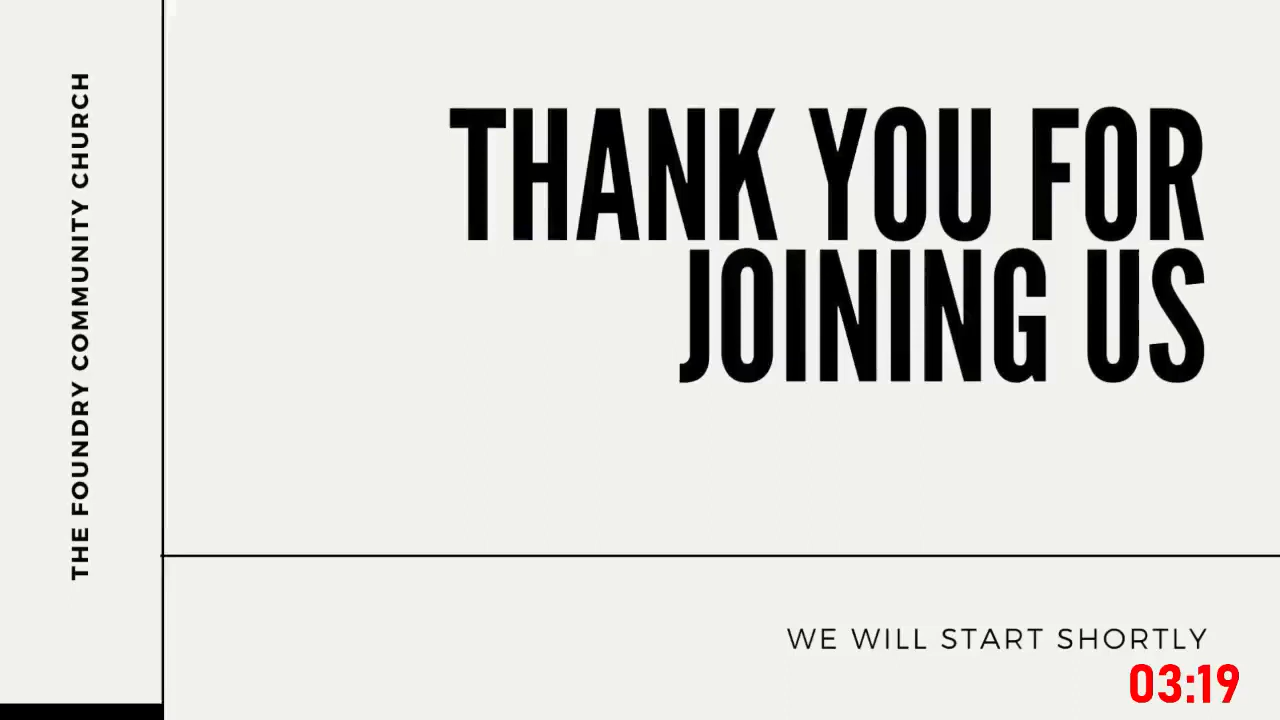 THE FOUNDRY COMMUNITY CHURCH
THANK YOU FOR
JOINING US
WE WILL START SHORTLY
03:19